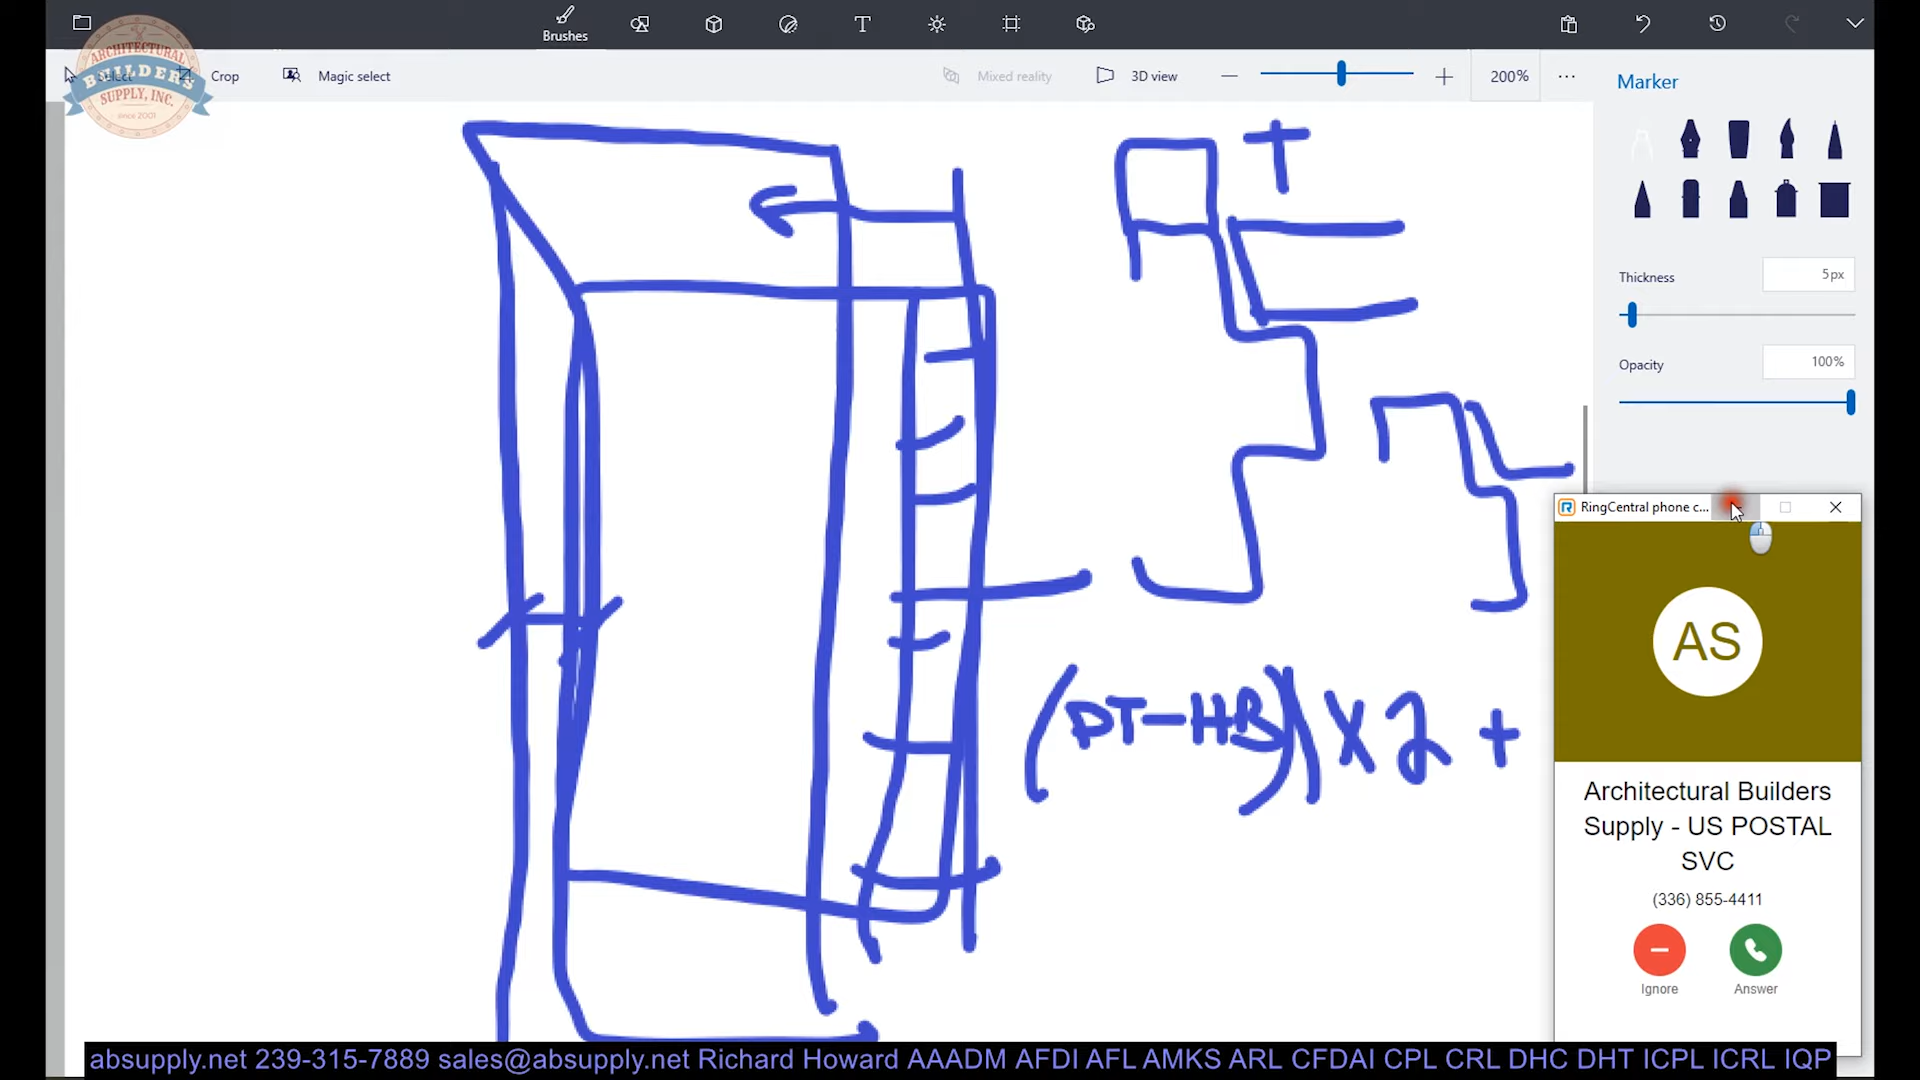 Brushes
ARCHITECTURAL
BUILDERS
SUPPLY, INC.
since 2001
Select
Crop
Magic select
Mixed reality
3D view
200%
Marker
Thickness
5px
Opacity
100%
+
(DT-HB) X 2 +
RingCentral phone c...
AS
Architectural Builders
Supply - US POSTAL
SVC
(336) 855-4411
Ignore
Answer
absupply.net 239-315-7889 sales@absupply.net Richard Howard AAADM AFDI AFL AMKS ARL CFDAI CPL CRL DHC DHT ICPL ICRL IQP